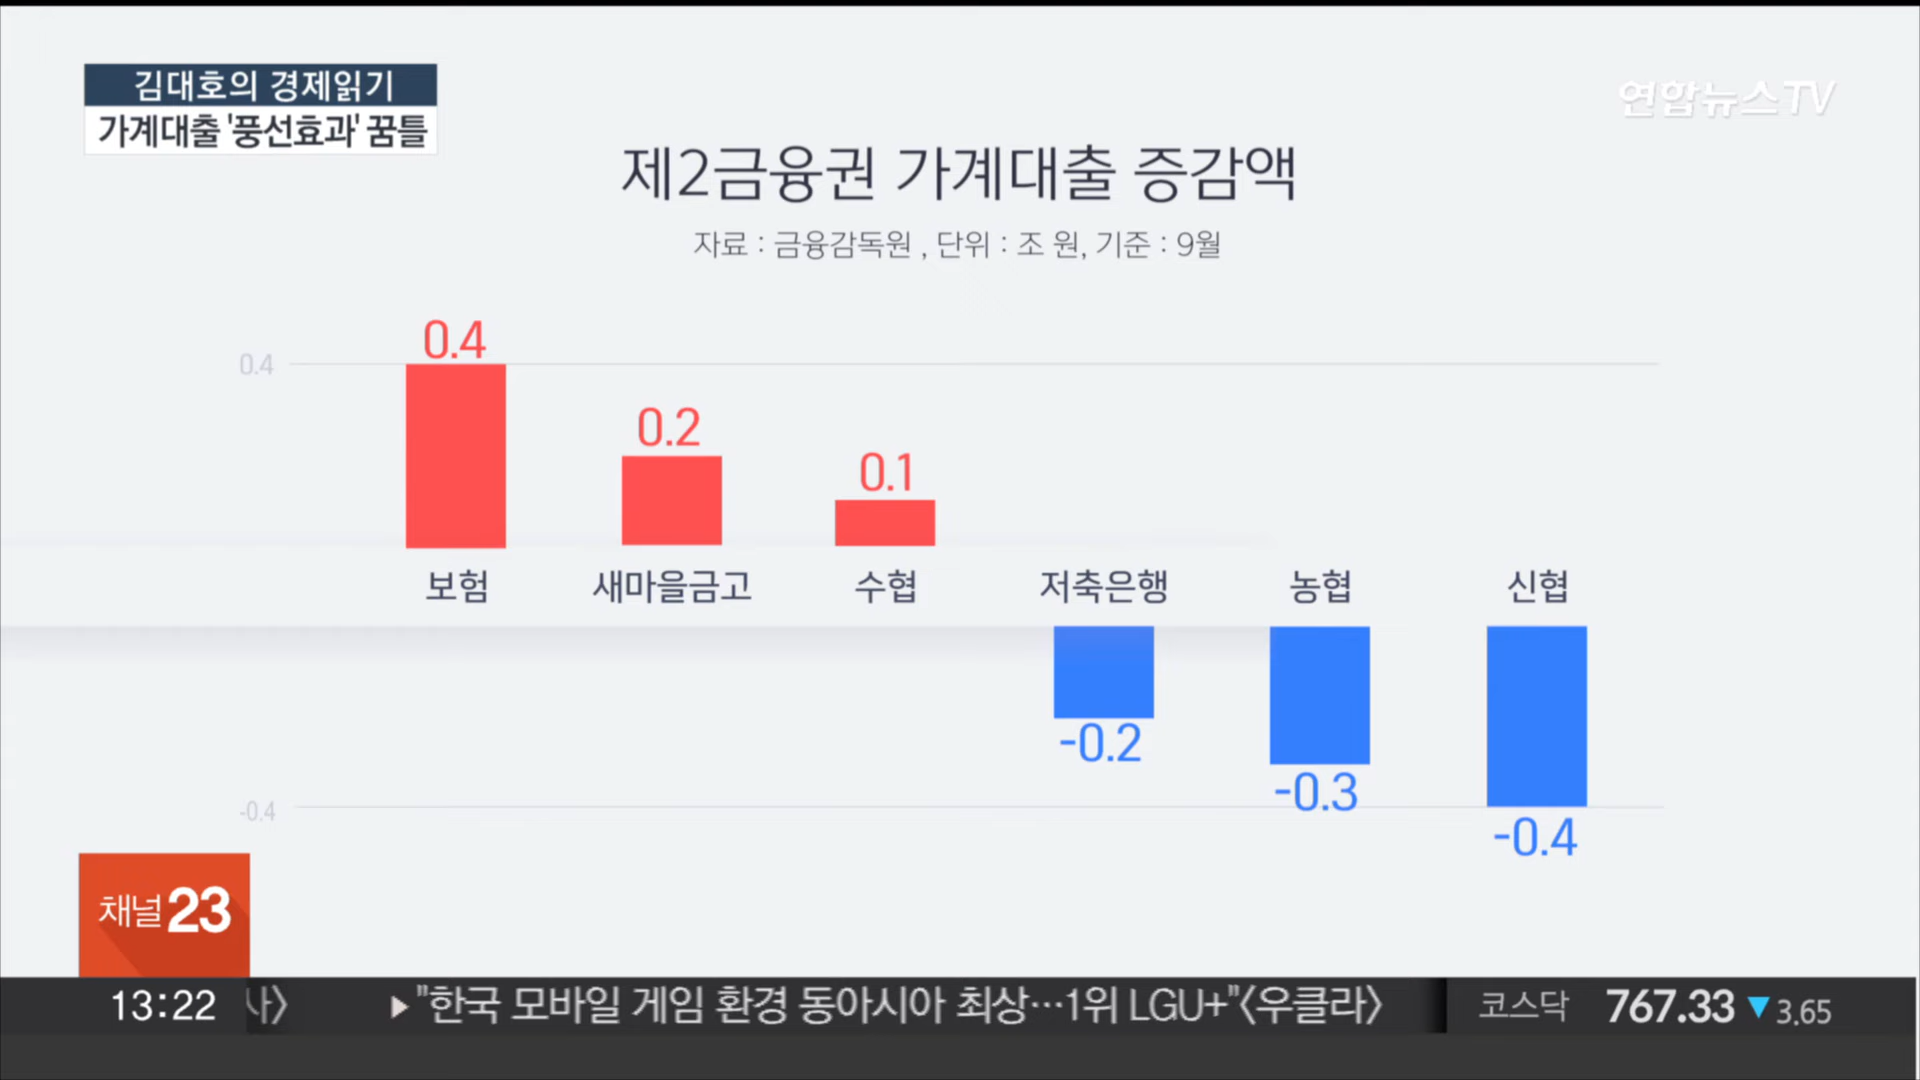 김대호의 경제읽기
가계대출 '풍선효과' 꿈틀
연합뉴스TV
제2금융권 가계대출 증감액
자료 : 금융감독원 , 단위 : 조 원, 기준 : 9월
0.4
0.4
0.2
0.1
보험 새마을금고 수협 저축은행 농협 신협
-0.2
-0.3
-0.4
-0.4
채널23
13:22 사〉 ▶"한국 모바일 게임 환경 동아시아 최상…1위 LGU+"〈우클라〉 코스닥 767.33 ▼3.65